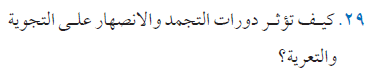 ٢٩. كيف تؤثر دورات التجمد والانصهار على التجوية
والتعرية؟